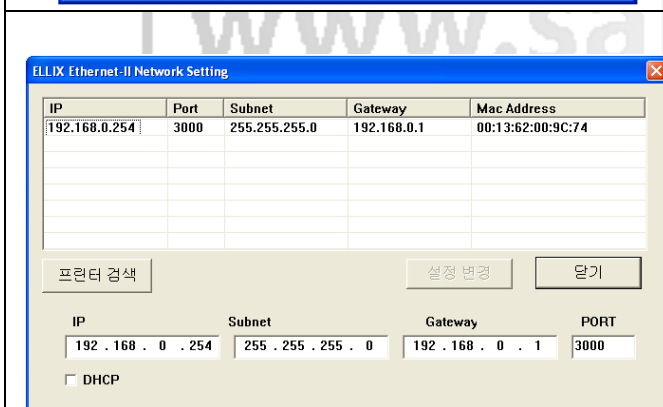 www.sa
ELLIX Ethernet-II Network Setting
IP Port Subnet Gateway Mac Address
192.168.0.254 3000 255.255.255.0 192.168.0.1 00:13:62:00:9C:74
프린터 검색 설정 변경 닫기
IP Subnet Gateway PORT
192 . 168 . 0 . 254 255 . 255 . 255 . 0 192 . 168 . 0 . 1 3000
DHCP